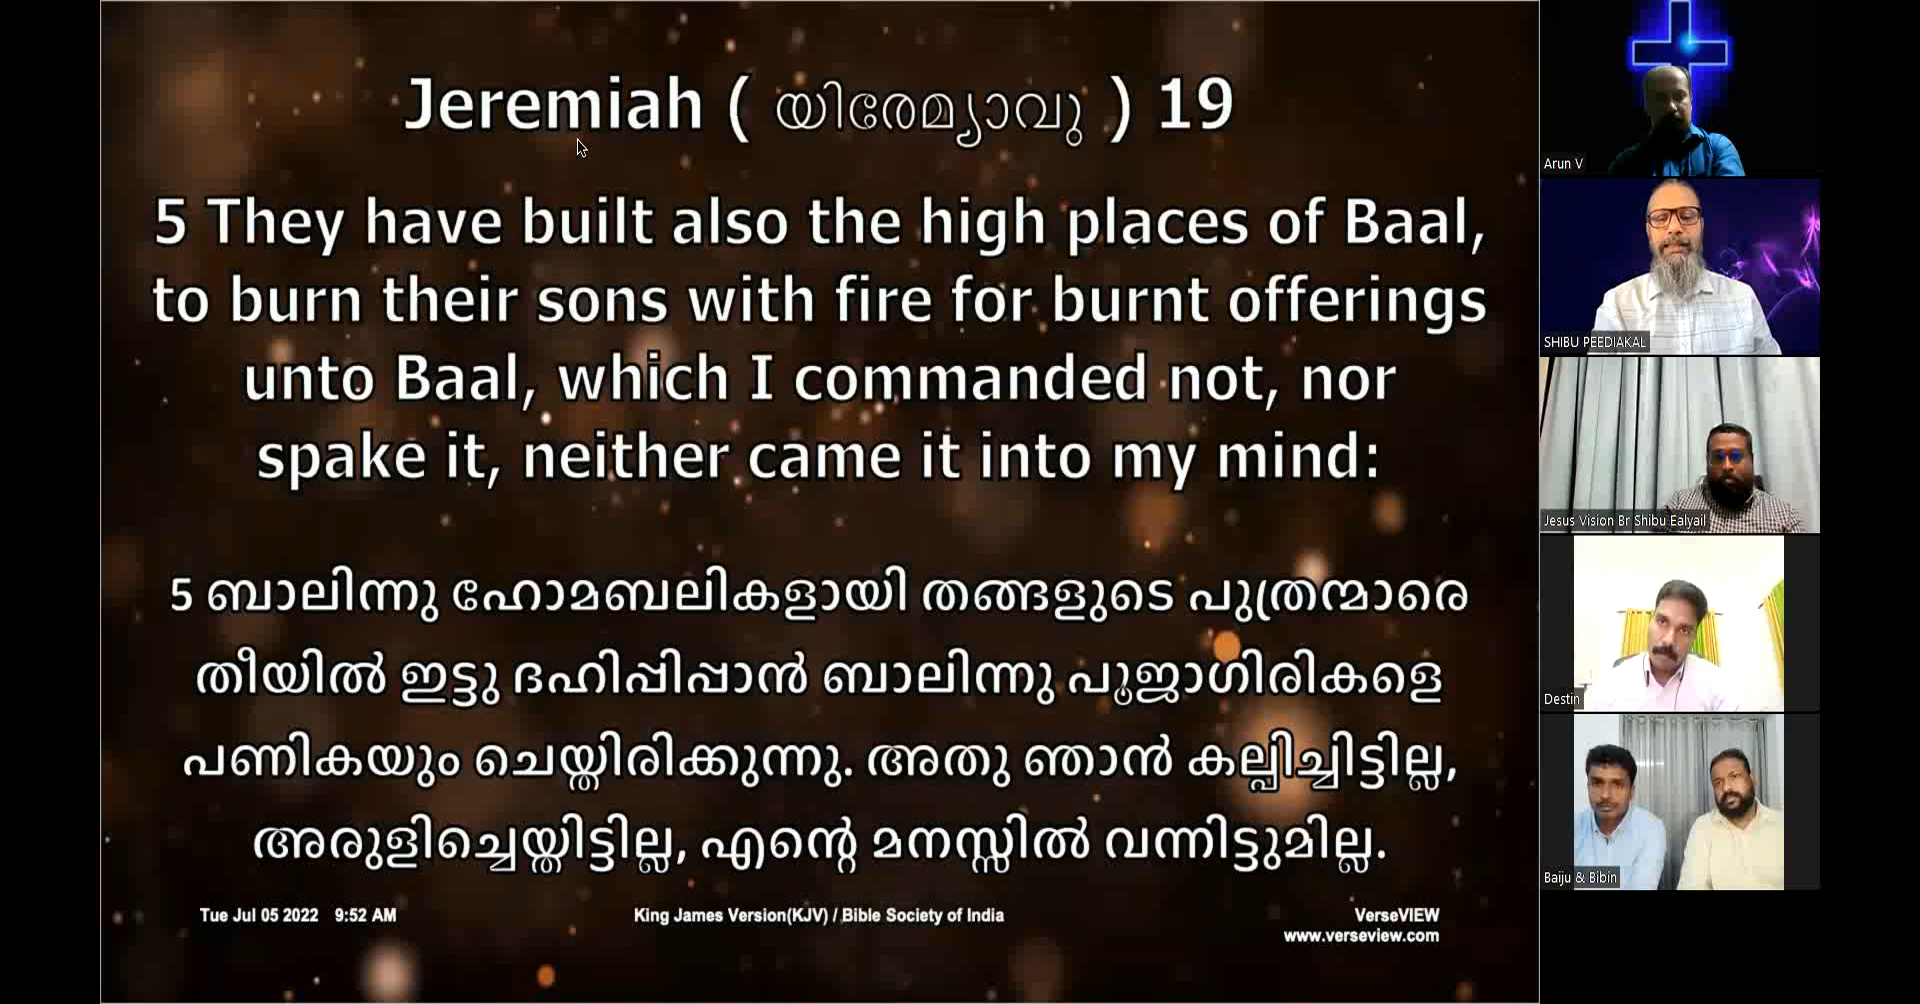 Jeremiah ( യിരേമ്യാവു ) 19
5 They have built also the high places of Baal,
to burn their sons with fire for burnt offerings
unto Baal, which I commanded not, nor
spake it, neither came it into my mind:
5 ബാലിന്നു ഹോമബലികളായി തങ്ങളുടെ പുത്രന്മാരെ
തീയിൽ ഇട്ടു ദഹിപ്പിപ്പാൻ ബാലിന്നു പൂജാഗിരികളെ
പണികയും ചെയ്തിരിക്കുന്നു. അതു ഞാൻ കല്പിച്ചിട്ടില്ല,
അരുളിച്ചെയ്തിട്ടില്ല, എന്റെ മനസ്സിൽ വന്നിട്ടുമില്ല.
Tue Jul 05 2022 9:52 AM
King James Version(KJV) / Bible Society of India
VerseVIEW
www.verseview.com
Arun V
SHIBU PEEDIAKAL
Jesus Vision Br Shibu Ealyail
Destin
Baiju & Bibin